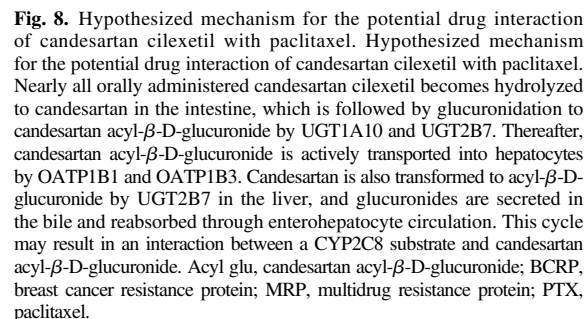 Fig. 8. Hypothesized mechanism for the potential drug interaction
of candesartan cilexetil with paclitaxel. Hypothesized mechanism
for the potential drug interaction of candesartan cilexetil with paclitaxel.
Nearly all orally administered candesartan cilexetil becomes hydrolyzed
to candesartan in the intestine, which is followed by glucuronidation to
candesartan acyl-β-D-glucuronide by UGT1A10 and UGT2B7. Thereafter,
candesartan acyl-β-D-glucuronide is actively transported into hepatocytes
by OATP1B1 and OATP1B3. Candesartan is also transformed to acyl-β-D-
glucuronide by UGT2B7 in the liver, and glucuronides are secreted in
the bile and reabsorbed through enterohepatocyte circulation. This cycle
may result in an interaction between a CYP2C8 substrate and candesartan
acyl-β-D-glucuronide. Acyl glu, candesartan acyl-β-D-glucuronide; BCRP,
breast cancer resistance protein; MRP, multidrug resistance protein; PTX,
paclitaxel.